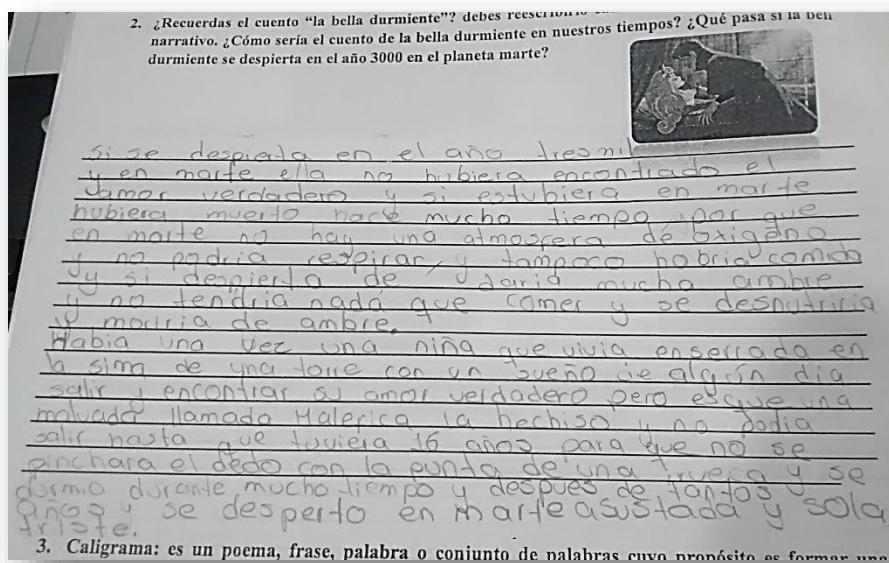 2. ¿Recuerdas el cuento “la bella durmiente”? debes
narrativo. ¿Cómo sería el cuento de la bella durmiente en nuestros tiempos? ¿Qué pasa si la
durmiente se despierta en el año 3000 en el planeta marte?
si se despierta en el año tresmil
y en marte ella no hubiera encontrado el
amor verdadero y si estubiera en marte
hubiera muerto hace mucho tiempo por que
en marte no hay una atmosfera de oxigeno
y no podria respirar, y tampoco habria comida
y si despierta de daria mucha ambre
y no tendria nada que comer y se desnutriria
y moriria de ambre.
Habia una vez una niña que vivia enserrada en
la sima de una torre con un sueño de algún dia
salir y encontrar su amor verdadero pero esque una
malvada llamada Malerica la hechiso y no podia
salir hasta que tuviera 16 años para que no se
pinchara el dedo con la punta de una rrueca y se
durmio durante mucho tiempo y despues de tantos
años y se desperto en marte asustada y sola
triste.
3. Caligrama: es un poema, frase, palabra o conjunto de palabras cuyo propósito es formar una